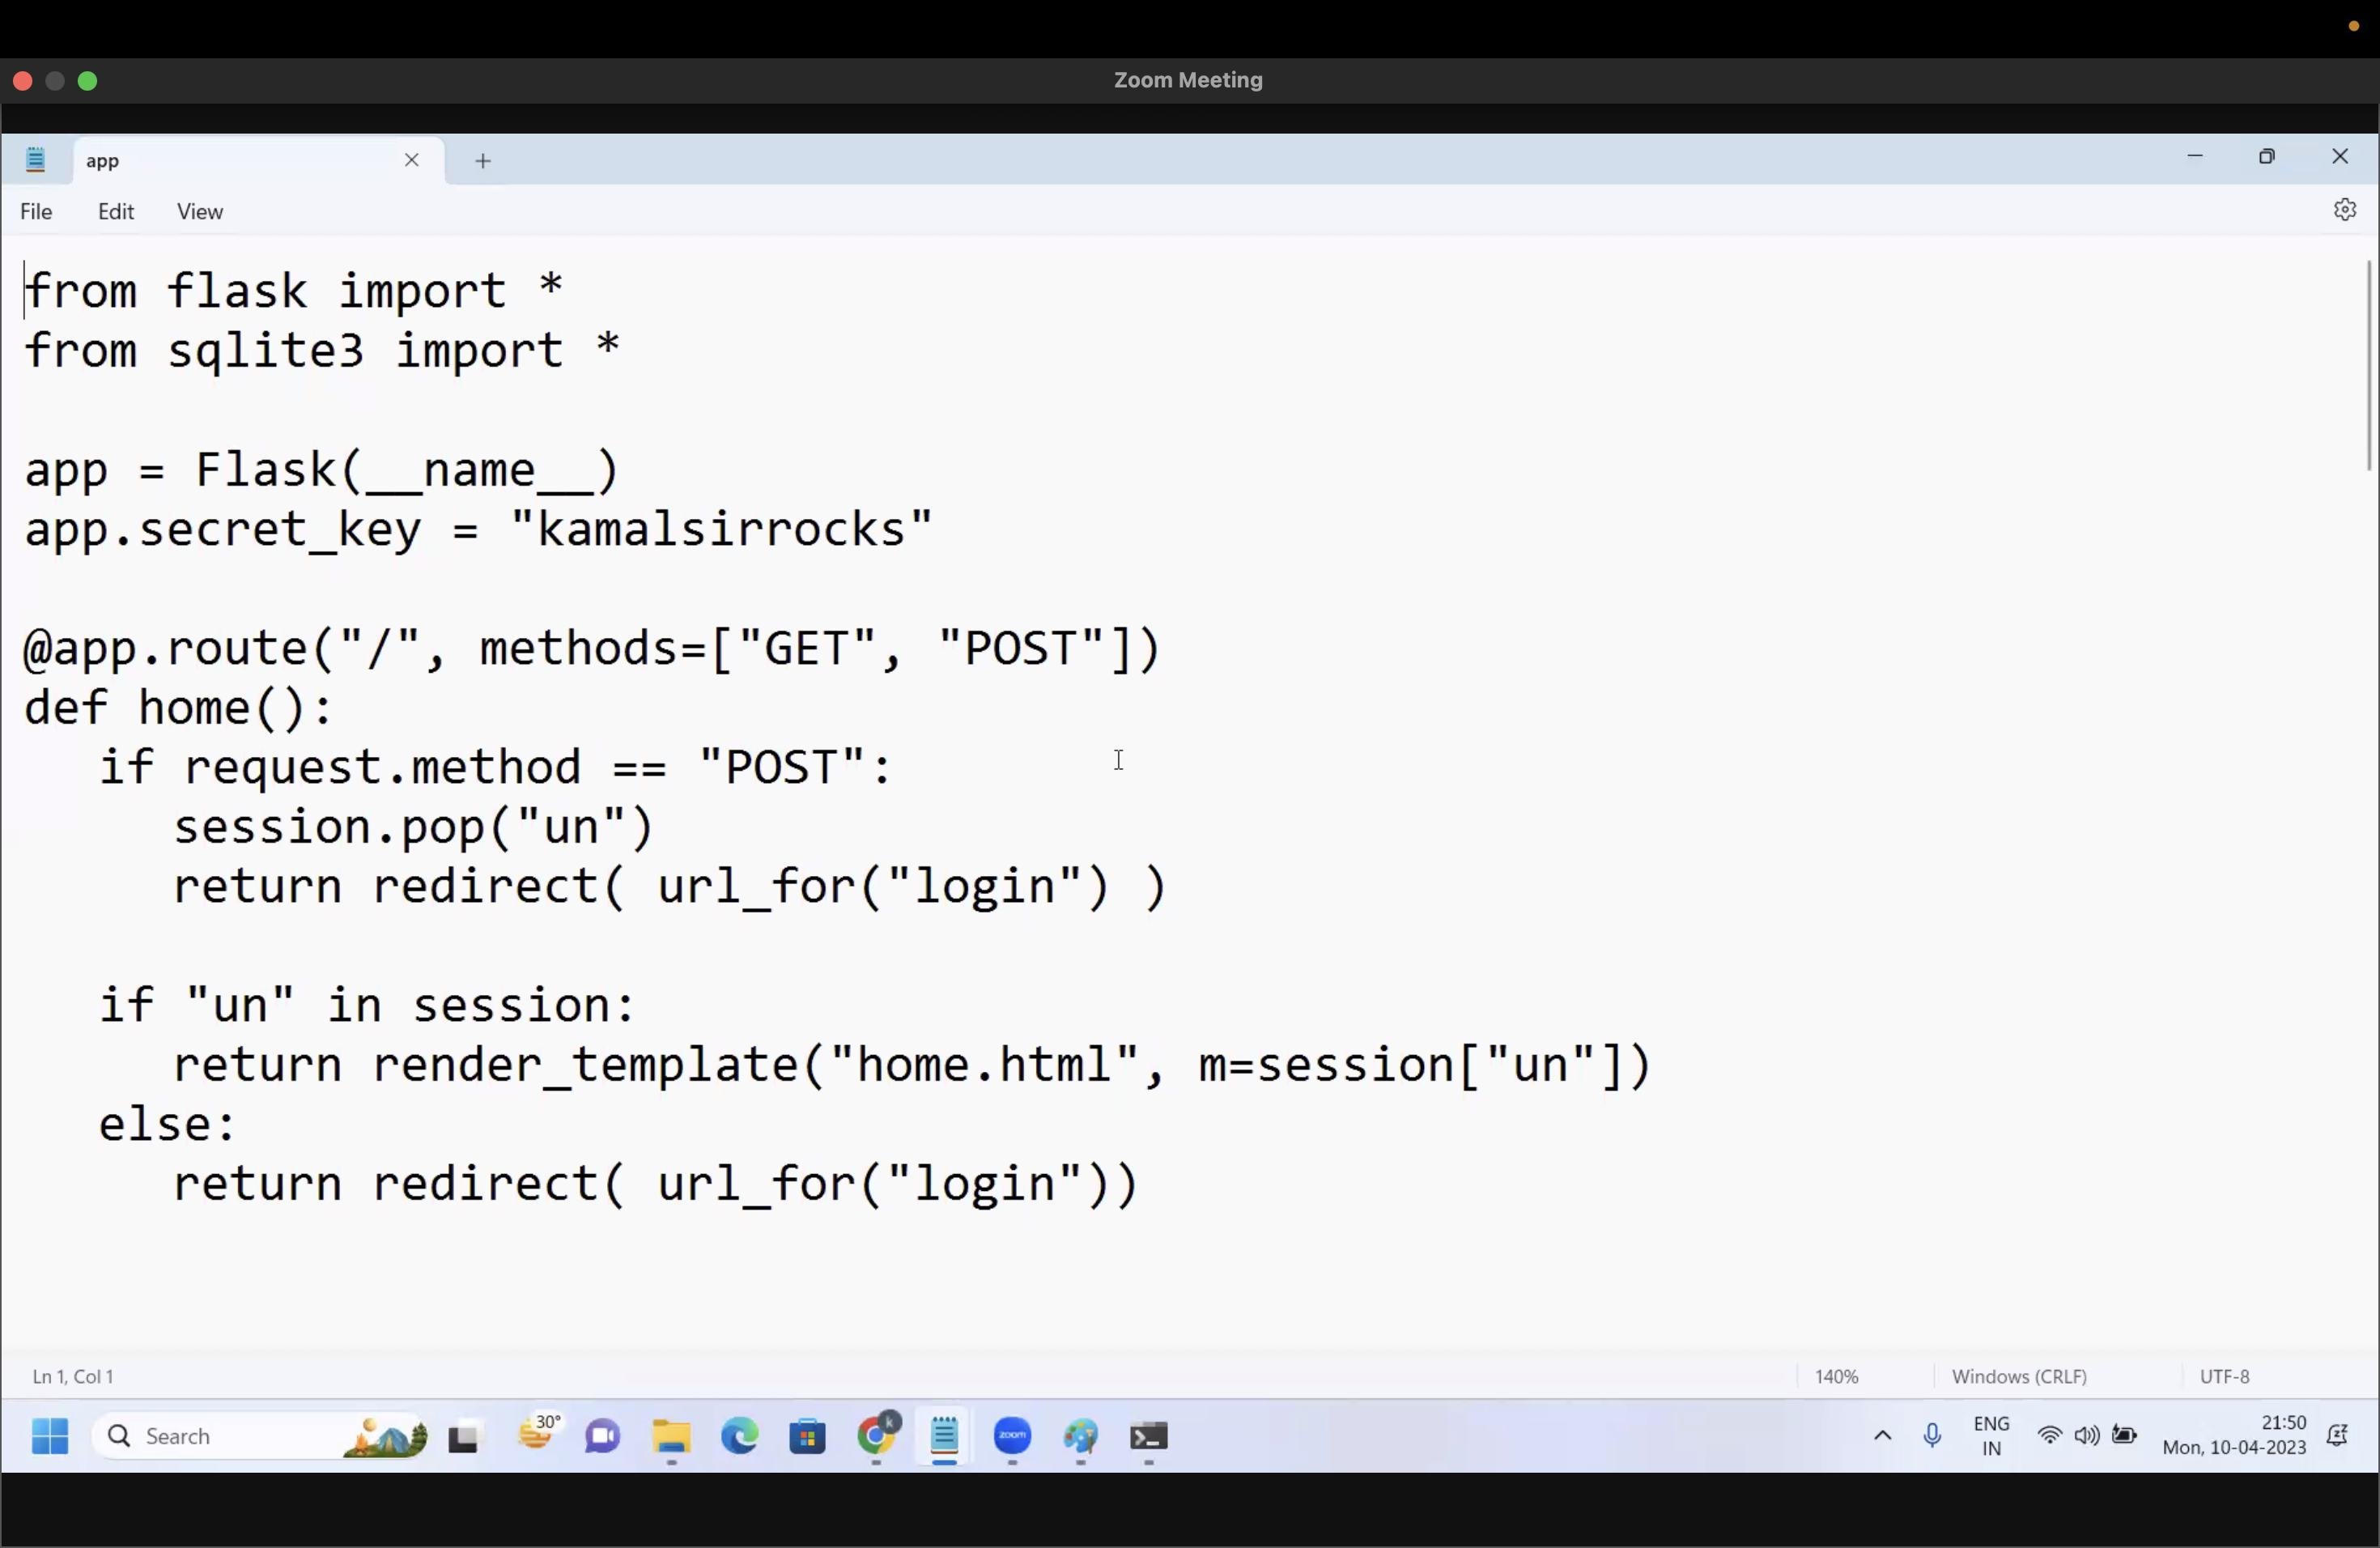 Zoom Meeting
app
File Edit View
from flask import *
from sqlite3 import *
app = Flask(__name__)
app.secret_key = "kamalsirrocks"
@app.route("/", methods=["GET", "POST"])
def home():
if request.method == "POST":
session.pop("un")
return redirect( url_for("login") )
if "un" in session:
return render_template("home.html", m=session["un"])
else:
return redirect( url_for("login"))
Ln 1, Col 1 140% Windows (CRLF) UTF-8
Search 30° k zoom ENG 21:50
IN Mon, 10-04-2023